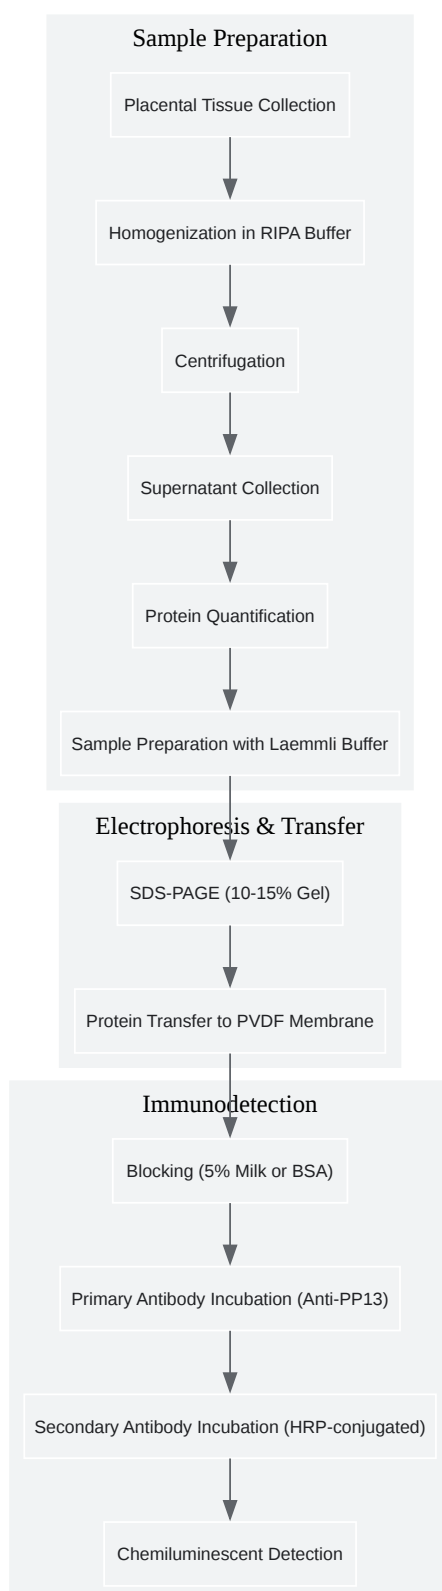 Sample Preparation
Placental Tissue Collection
Homogenization in RIPA Buffer
Centrifugation
Supernatant Collection
Protein Quantification
Sample Preparation with Laemmli Buffer
Electrophoresis & Transfer
SDS-PAGE (10-15% Gel)
Protein Transfer to PVDF Membrane
Immunodetection
Blocking (5% Milk or BSA)
Primary Antibody Incubation (Anti-PP13)
Secondary Antibody Incubation (HRP-conjugated)
Chemiluminescent Detection